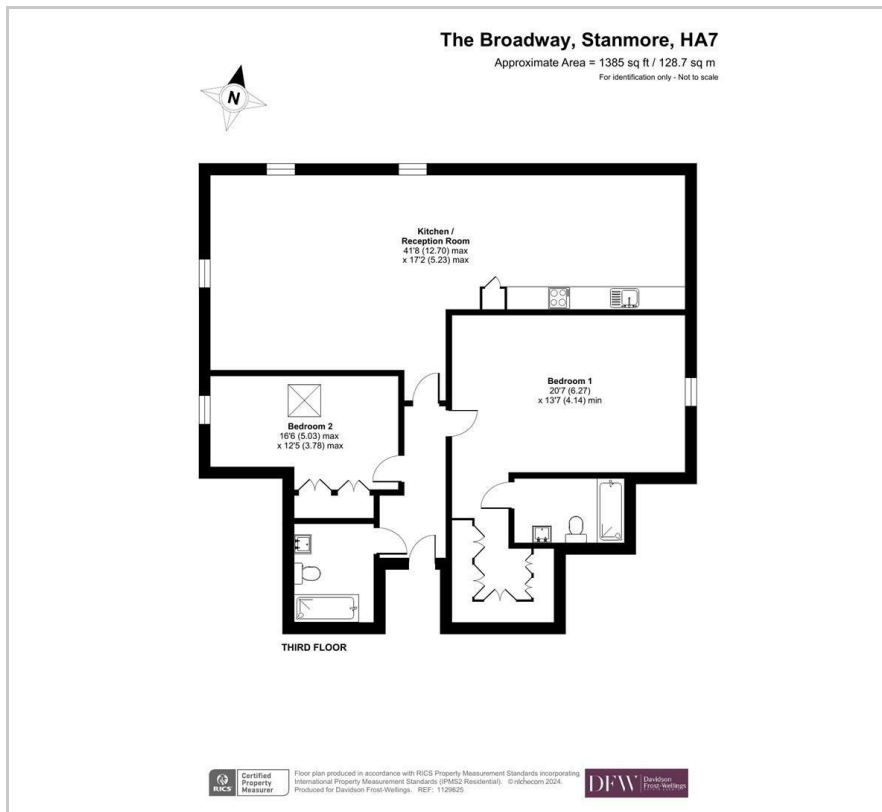 The Broadway, Stanmore, HA7
Approximate Area = 1385 sq ft / 128.7 sq m
For identification only - Not to scale
N
Kitchen /
Reception Room
41'8 (12.70) max
x 17'2 (5.23) max
Bedroom 1
20'7 (6.27)
x 13'7 (4.14) min
Bedroom 2
16'6 (5.03) max
x 12'5 (3.78) max
THIRD FLOOR
RICS
Certified
Property
Measurer
Floor plan produced in accordance with RICS Property Measurement Standards incorporating
International Property Measurement Standards (IPMS2 Residential). © nichecom 2024.
Produced for Davidson Frost-Wellings. REF: 1129625
DFW
Davidson
Frost-Wellings